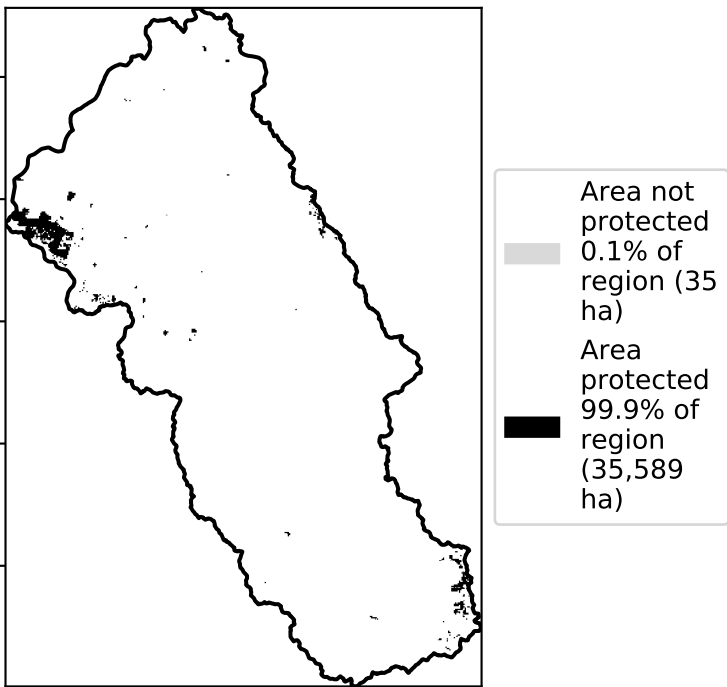 Area not
protected
0.1% of
region (35
ha)
Area
protected
99.9% of
region
(35,589
ha)